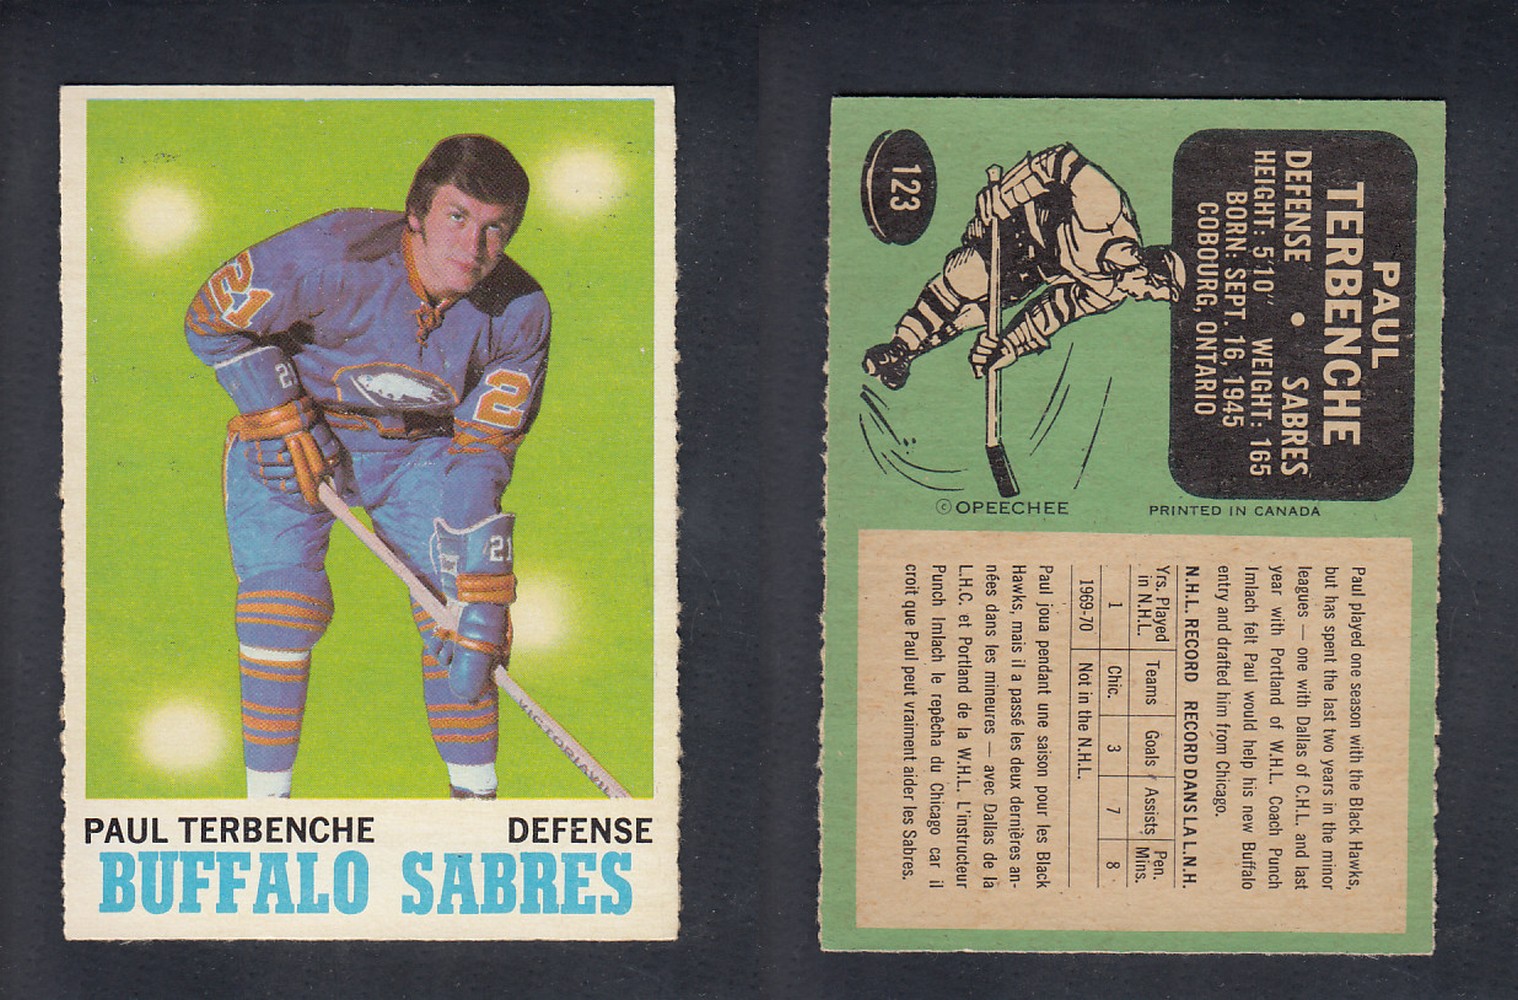 21
21
2
21
VICTORIAVILLE
PAUL TERBENCHE DEFENSE
BUFFALO SABRES
123
PAUL
TERBENCHE
DEFENSE • SABRES
HEIGHT: 5'10" WEIGHT: 165
BORN: SEPT. 16, 1945
COBOURG, ONTARIO
© OPEECHEE PRINTED IN CANADA
Paul played one season with the Black Hawks,
but has spent the last two years in the minor
leagues — one with Dallas of C.H.L. and last
year with Portland of W.H.L. Coach Punch
Imlach felt Paul would help his new Buffalo
entry and drafted him from Chicago.
N.H.L. RECORD RECORD DANS LA L.N.H.
Yrs. Played in N.H.L. Teams Goals Assists Pen. Mins.
1 Chic. 3 7 8
1969-70 Not in the N.H.L.
Paul joua pendant une saison pour les Black
Hawks, mais il a passé les deux dernières an-
nées dans les mineures — avec Dallas de la
L.H.C. et Portland de la W.H.L. L'instructeur
Punch Imlach le repêcha du Chicago car il
croit que Paul peut vraiment aider les Sabres.